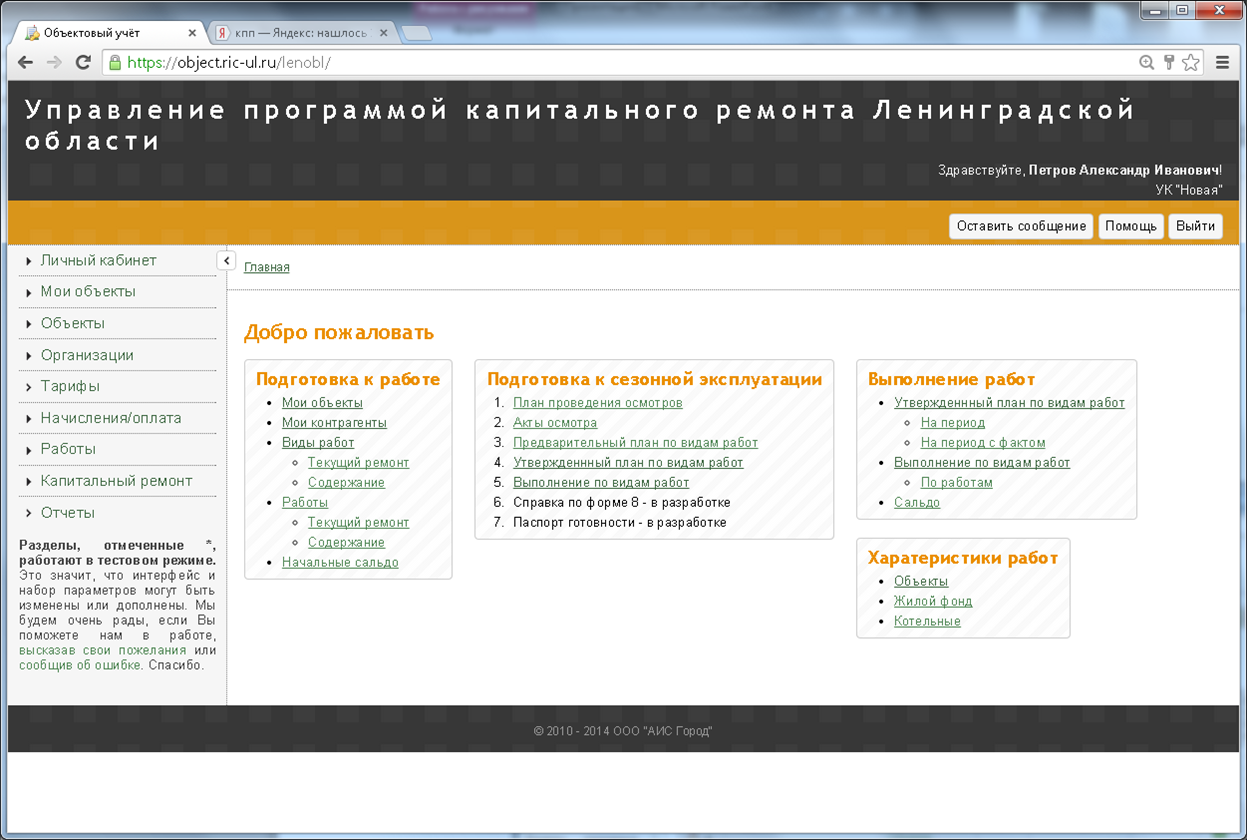 Объектовый учёт
кпп — Яндекс: нашлось
https://object.ric-ul.ru/lenobl/
Управление программой капитального ремонта Ленинградской
области
Здравствуйте, Петров Александр Иванович!
УК "Новая"
Оставить сообщение
Помощь
Выйти
Личный кабинет
Мои объекты
Объекты
Организации
Тарифы
Начисления/оплата
Работы
Капитальный ремонт
Отчеты
Разделы, отмеченные *,
работают в тестовом режиме.
Это значит, что интерфейс и
набор параметров могут быть
изменены или дополнены. Мы
будем очень рады, если Вы
поможете нам в работе,
высказав свои пожелания или
сообщив об ошибке. Спасибо.
Главная
Добро пожаловать
Подготовка к работе
Мои объекты
Мои контрагенты
Виды работ
Текущий ремонт
Содержание
Работы
Текущий ремонт
Содержание
Начальные сальдо
Подготовка к сезонной эксплуатации
1. План проведения осмотров
2. Акты осмотра
3. Предварительный план по видам работ
4. Утвержденнный план по видам работ
5. Выполнение по видам работ
6. Справка по форме 8 - в разработке
7. Паспорт готовности - в разработке
Выполнение работ
Утвержденнный план по видам работ
На период
На период с фактом
Выполнение по видам работ
По работам
Сальдо
Харатеристики работ
Объекты
Жилой фонд
Котельные
© 2010 - 2014 ООО "АИС Город"